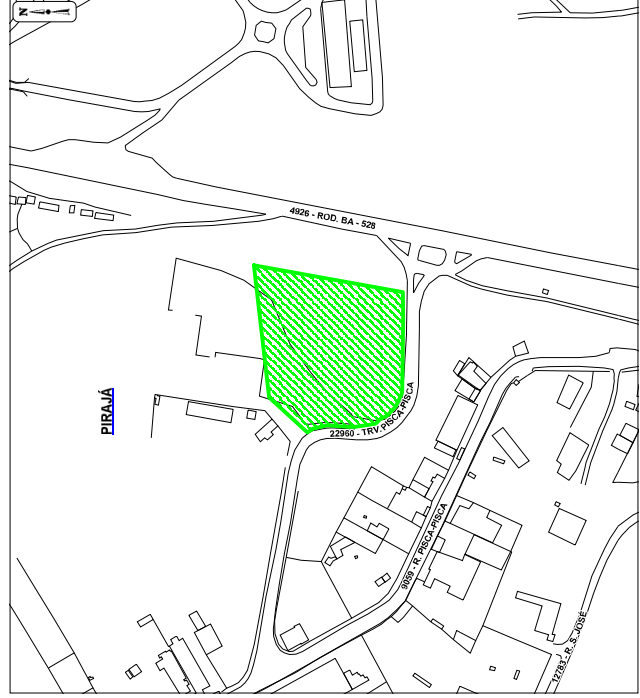 N
4926 - ROD. BA - 528
PIRAJÁ
22960 - TRV. PISCA-PISCA
9059 - R. PISCA-PISCA
12783 - R. S. JOSÉ